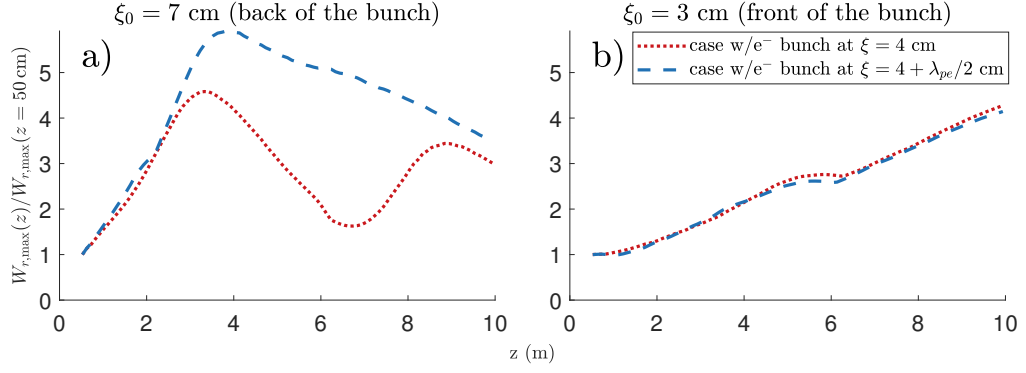 ξ₀ = 7 cm (back of the bunch)
ξ₀ = 3 cm (front of the bunch)
a)
b)
case w/e⁻ bunch at ξ = 4 cm
case w/e⁻ bunch at ξ = 4 + λ_pe/2 cm
W_r,max(z)/W_r,max(z = 50 cm)
5
4
3
2
1
0
5
4
3
2
1
0
0 2 4 6 8 10
0 2 4 6 8 10
z (m)